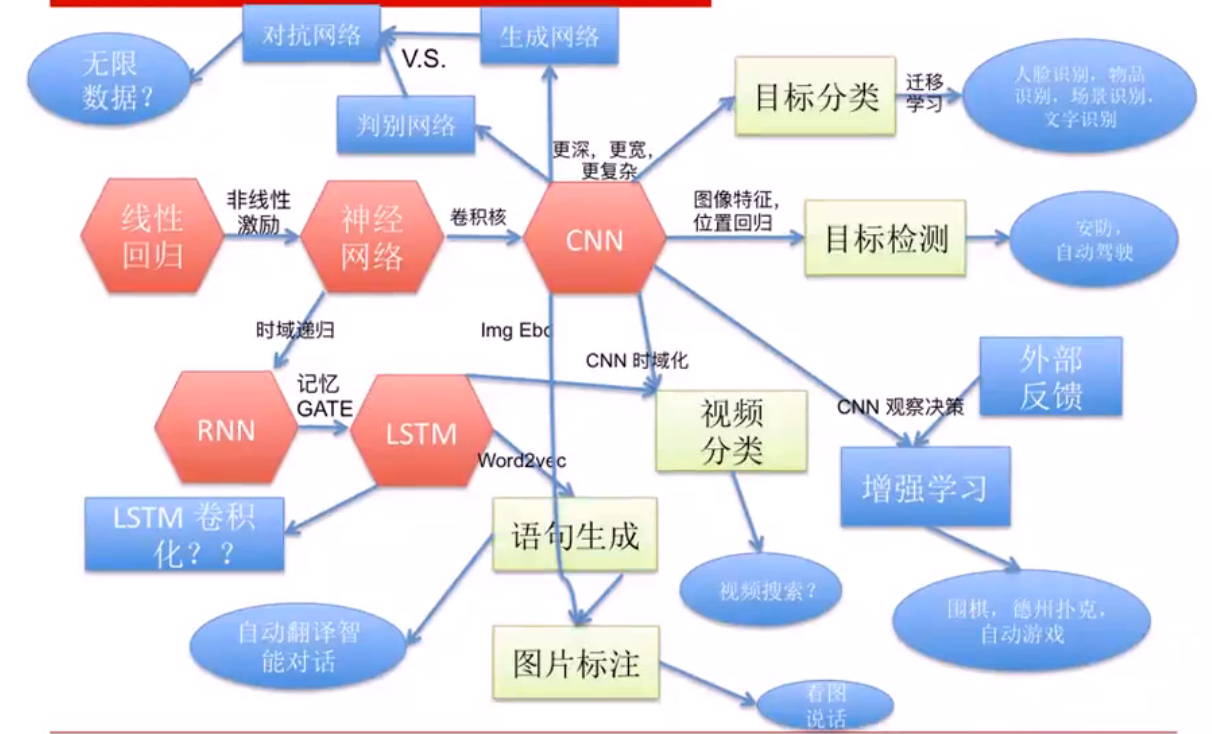 对抗网络
生成网络
V.S.
无限
数据？
判别网络
目标分类
迁移
学习
人脸识别，物品
识别，场景识别，
文字识别
更深，更宽，
更复杂
线性
回归
非线性
激励
神经
网络
卷积核
CNN
图像特征，
位置回归
目标检测
安防，
自动驾驶
时域递归
Img Ebd
CNN 时域化
外部
反馈
RNN
记忆
GATE
LSTM
视频
分类
CNN 观察决策
Word2vec
增强学习
LSTM 卷积
化？？
语句生成
视频搜索？
自动翻译智
能对话
图片标注
围棋，德州扑克，
自动游戏
看图
说话